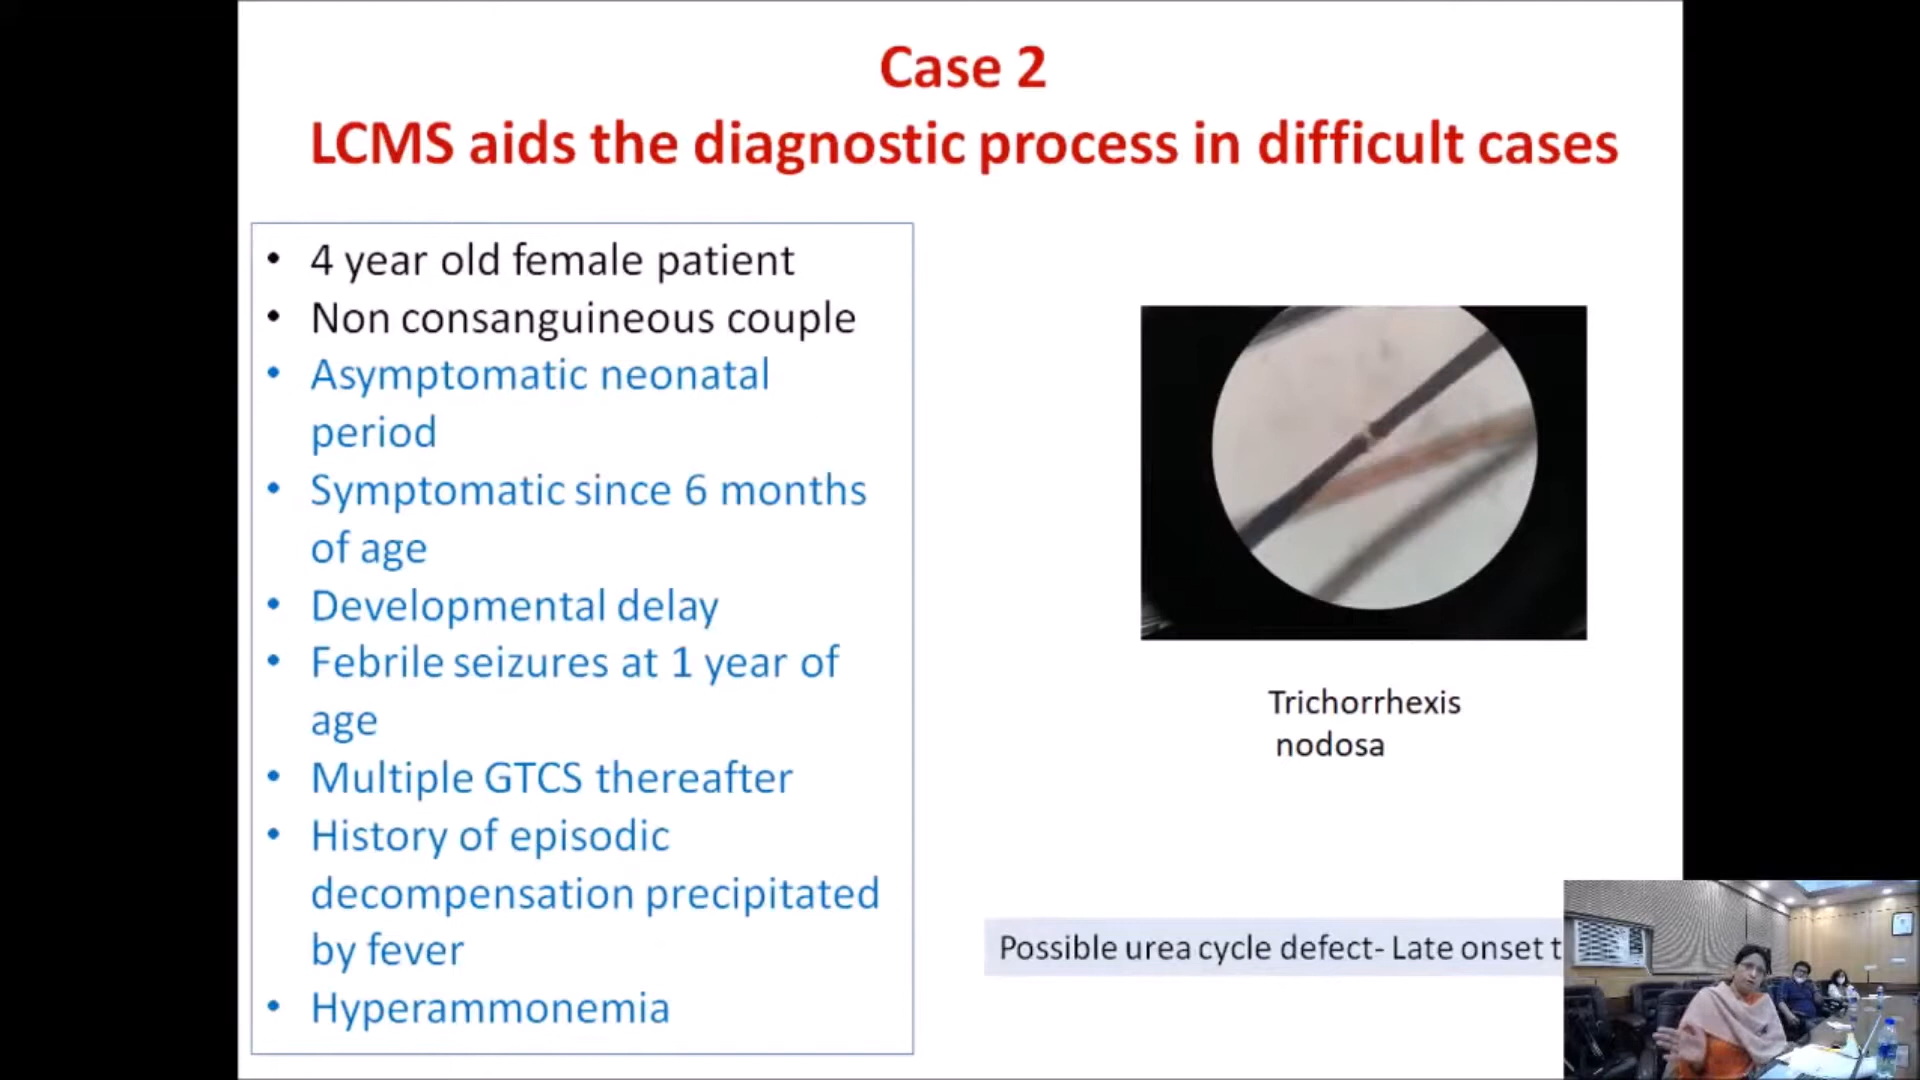 Case 2
LCMS aids the diagnostic process in difficult cases
• 4 year old female patient
• Non consanguineous couple
• Asymptomatic neonatal
period
• Symptomatic since 6 months
of age
• Developmental delay
• Febrile seizures at 1 year of
age
• Multiple GTCS thereafter
• History of episodic
decompensation precipitated
by fever
• Hyperammonemia
Trichorrhexis
nodosa
Possible urea cycle defect- Late onset t